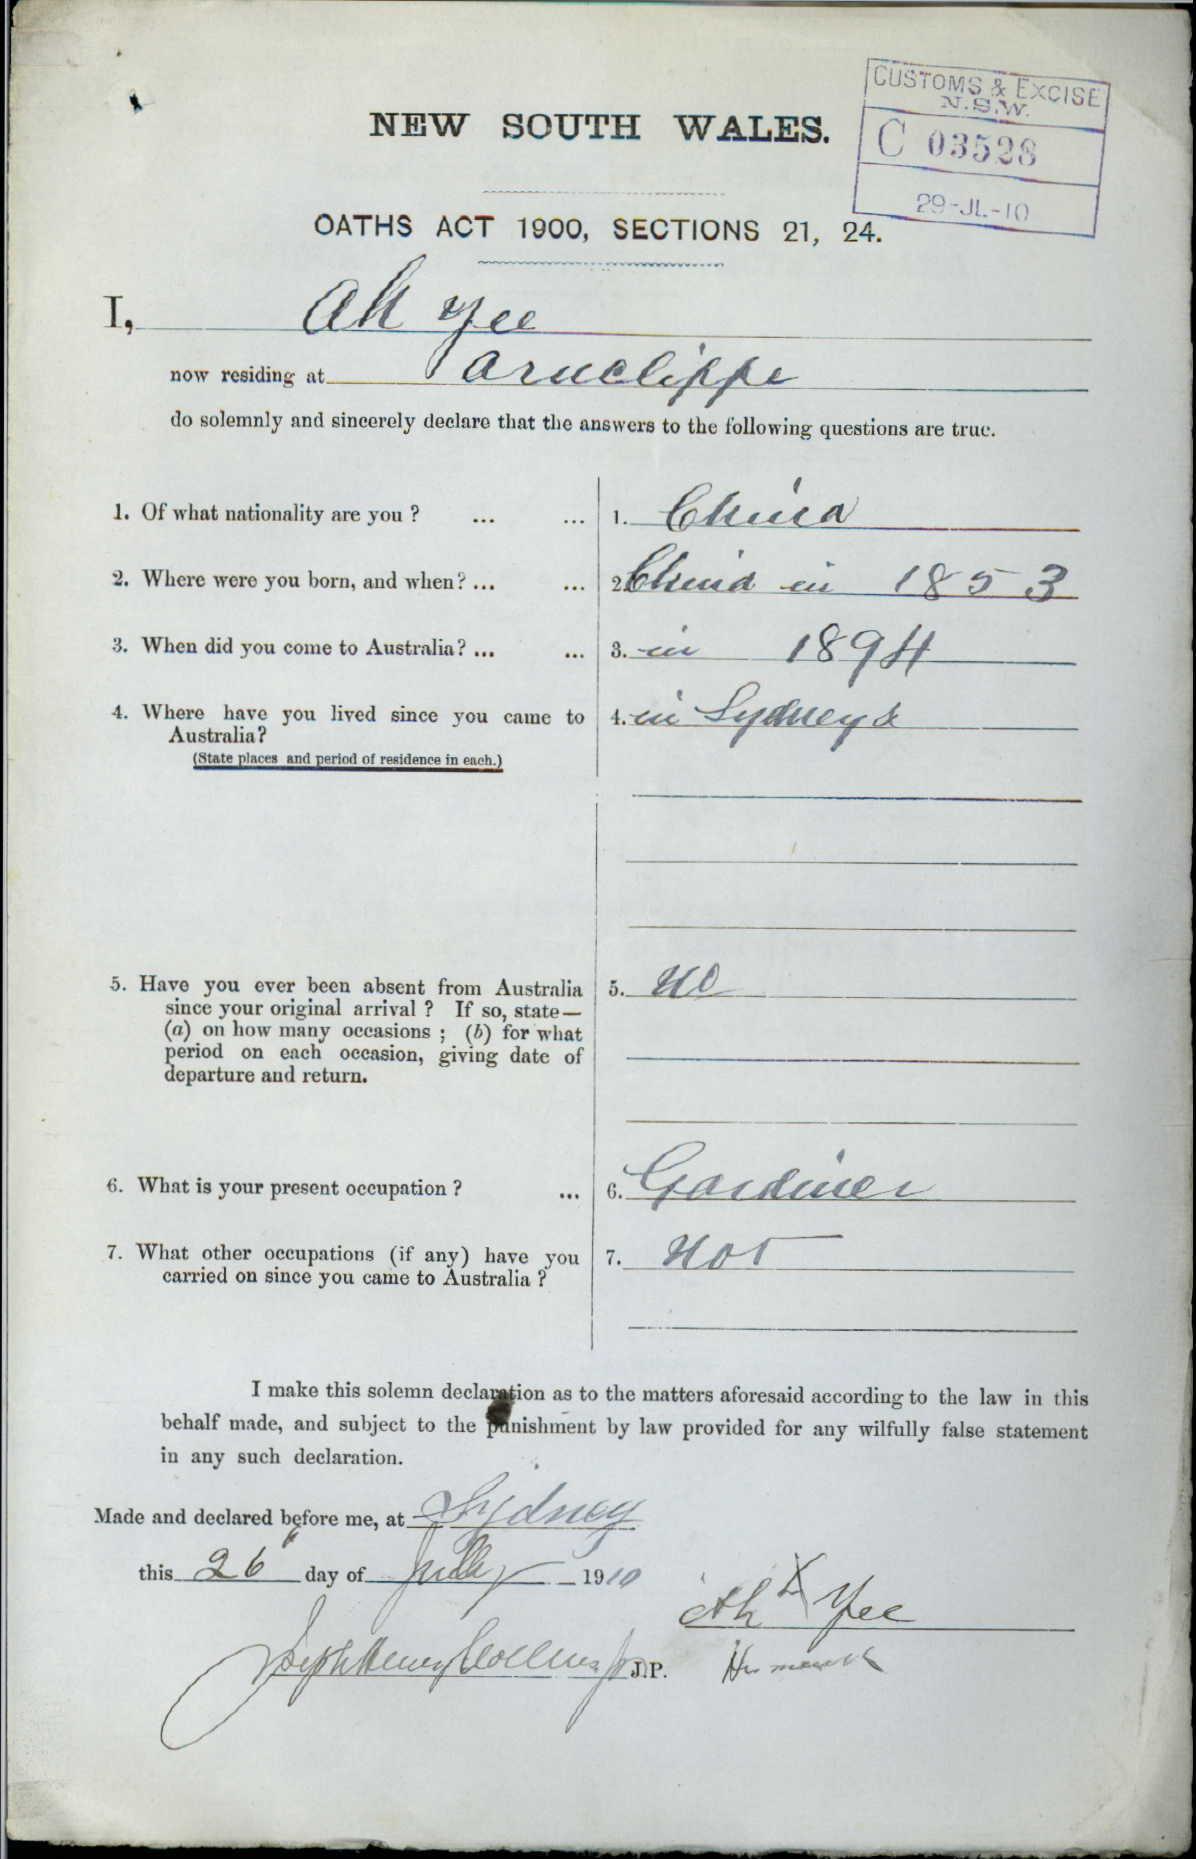 CUSTOMS & EXCISE
N.S.W.
C 03528
29-JL-10
NEW SOUTH WALES.
OATHS ACT 1900, SECTIONS 21, 24.
I, Ah Yee
now residing at Arncclippe
do solemnly and sincerely declare that the answers to the following questions are true.
1. Of what nationality are you ? ... ... 1. China
2. Where were you born, and when? ... ... 2. China in 1853
3. When did you come to Australia? ... ... 3. in 1894
4. Where have you lived since you came to 4. in Sydney &
Australia?
(State places and period of residence in each.)
5. Have you ever been absent from Australia 5. no
since your original arrival ? If so, state—
(a) on how many occasions ; (b) for what
period on each occasion, giving date of
departure and return.
6. What is your present occupation ? ... 6. Gardiner
7. What other occupations (if any) have you 7. not
carried on since you came to Australia ?
I make this solemn declaration as to the matters aforesaid according to the law in this
behalf made, and subject to the punishment by law provided for any wilfully false statement
in any such declaration.
Made and declared before me, at Sydney
this 26 day of July 1910
Ah X Yee
Joseph Henry Collins J.P.
His mark